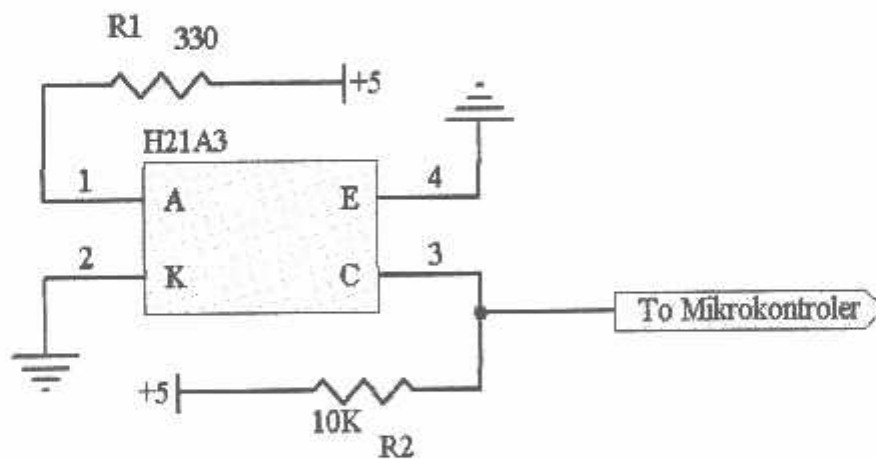 R1 330
+5
H21A3
1 A E 4
2 K C 3
To Mikrokontroler
+5
10K
R2